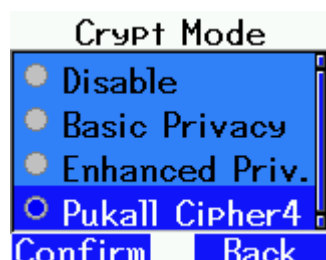 Crypt Mode
Disable
Basic Privacy
Enhanced Priv.
Pukall Cipher4
Confirm Back